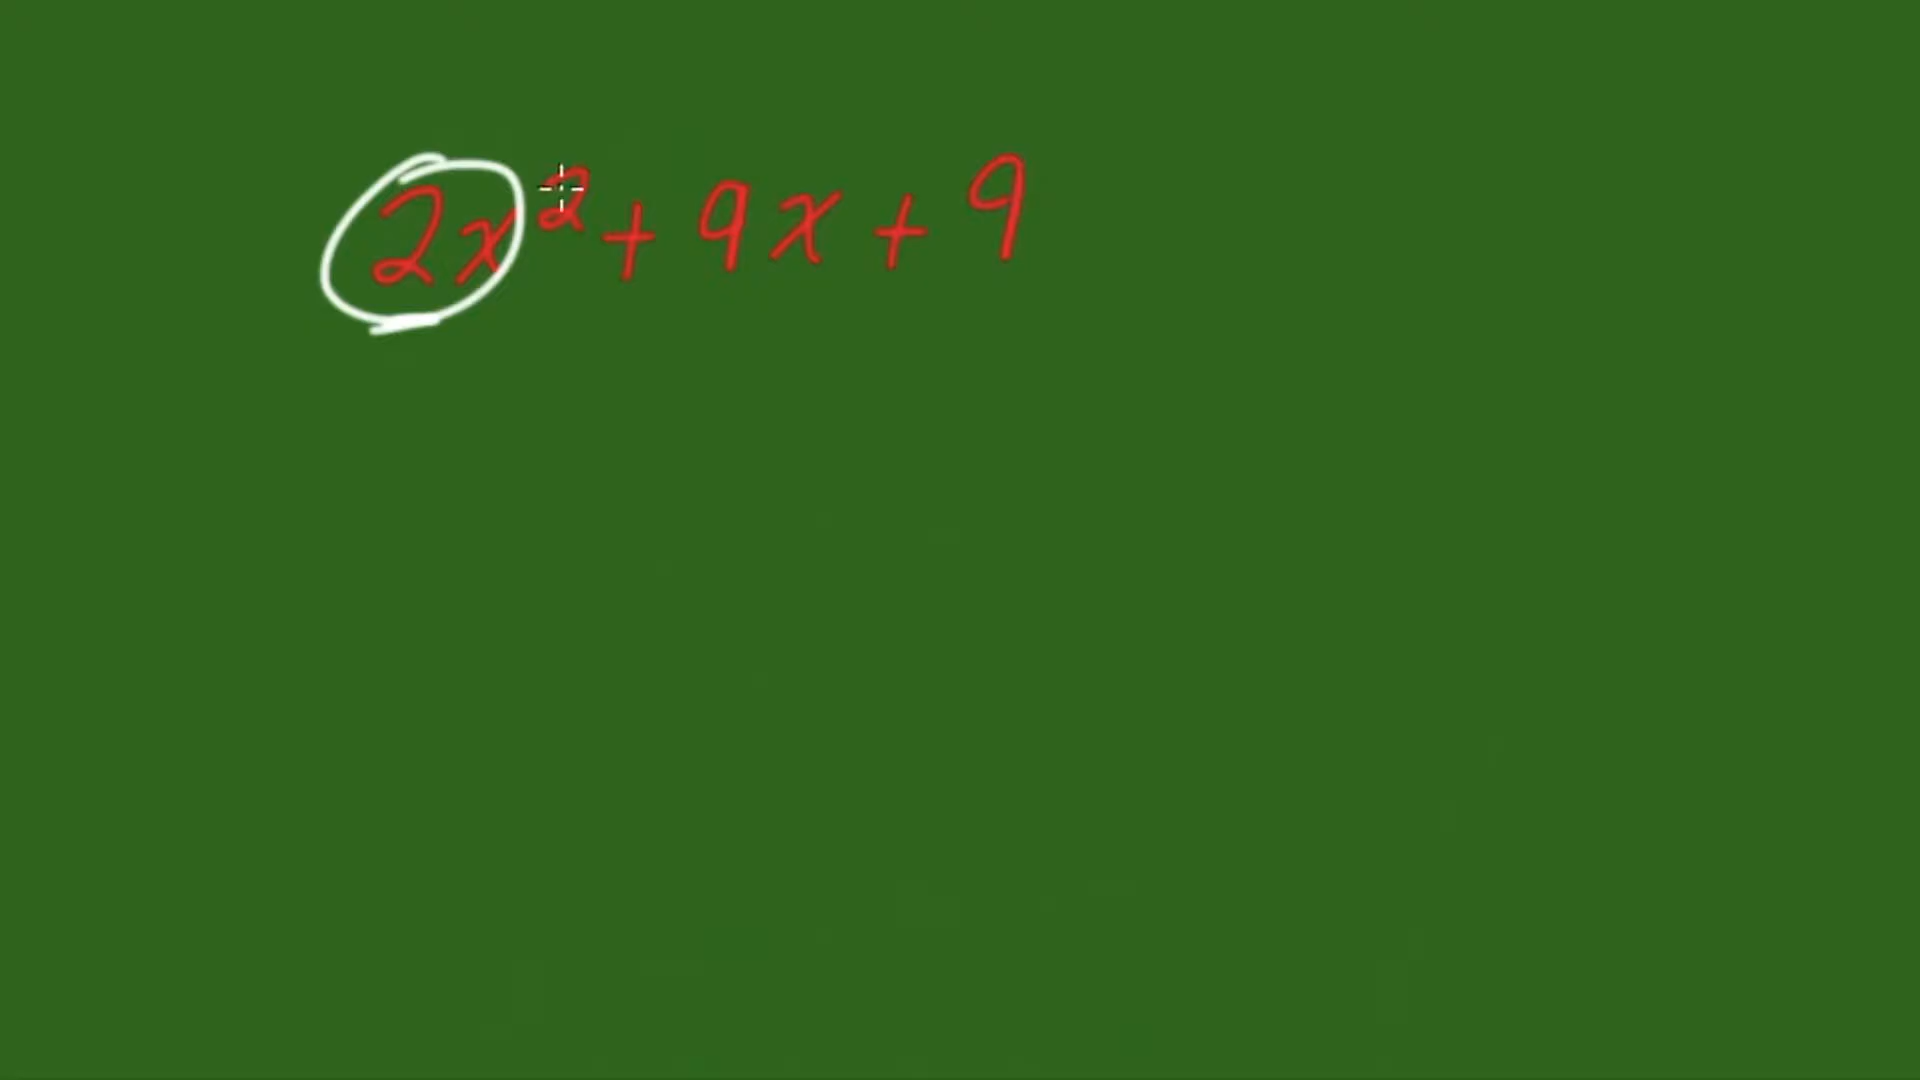 2x² + 9x + 9